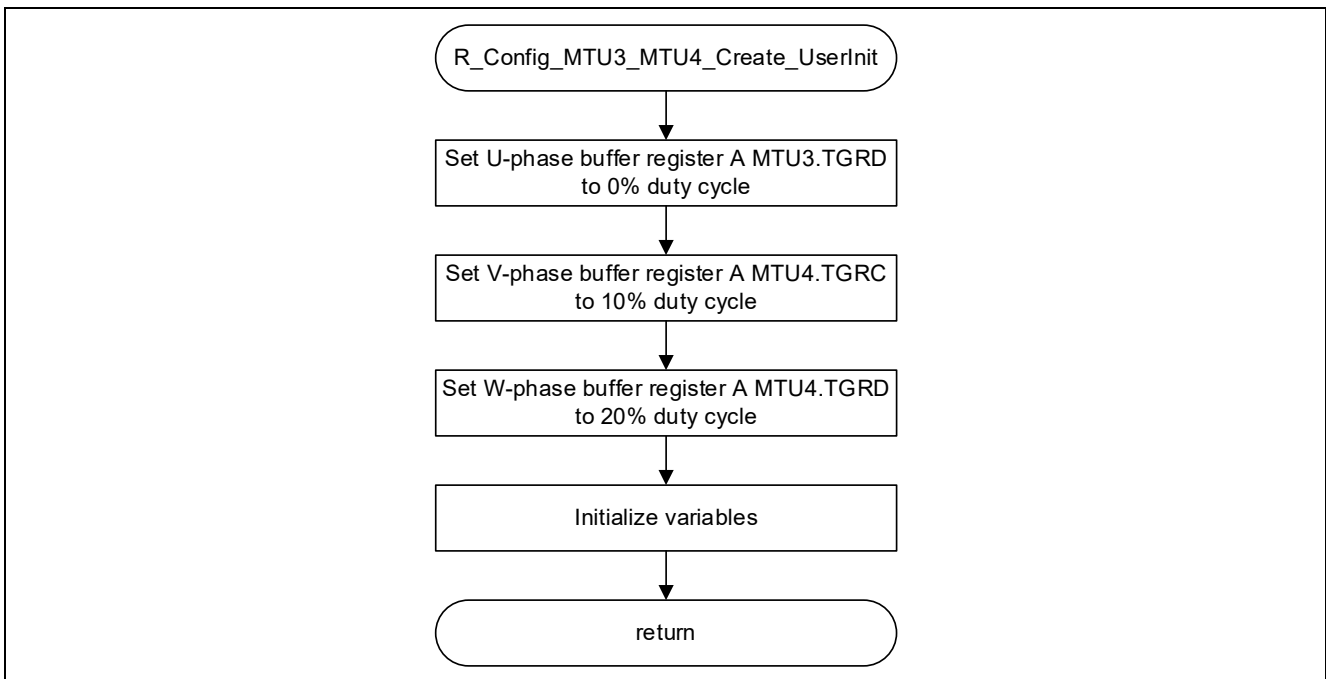 R_Config_MTU3_MTU4_Create_UserInit
Set U-phase buffer register A MTU3.TGRD
to 0% duty cycle
Set V-phase buffer register A MTU4.TGRC
to 10% duty cycle
Set W-phase buffer register A MTU4.TGRD
to 20% duty cycle
Initialize variables
return